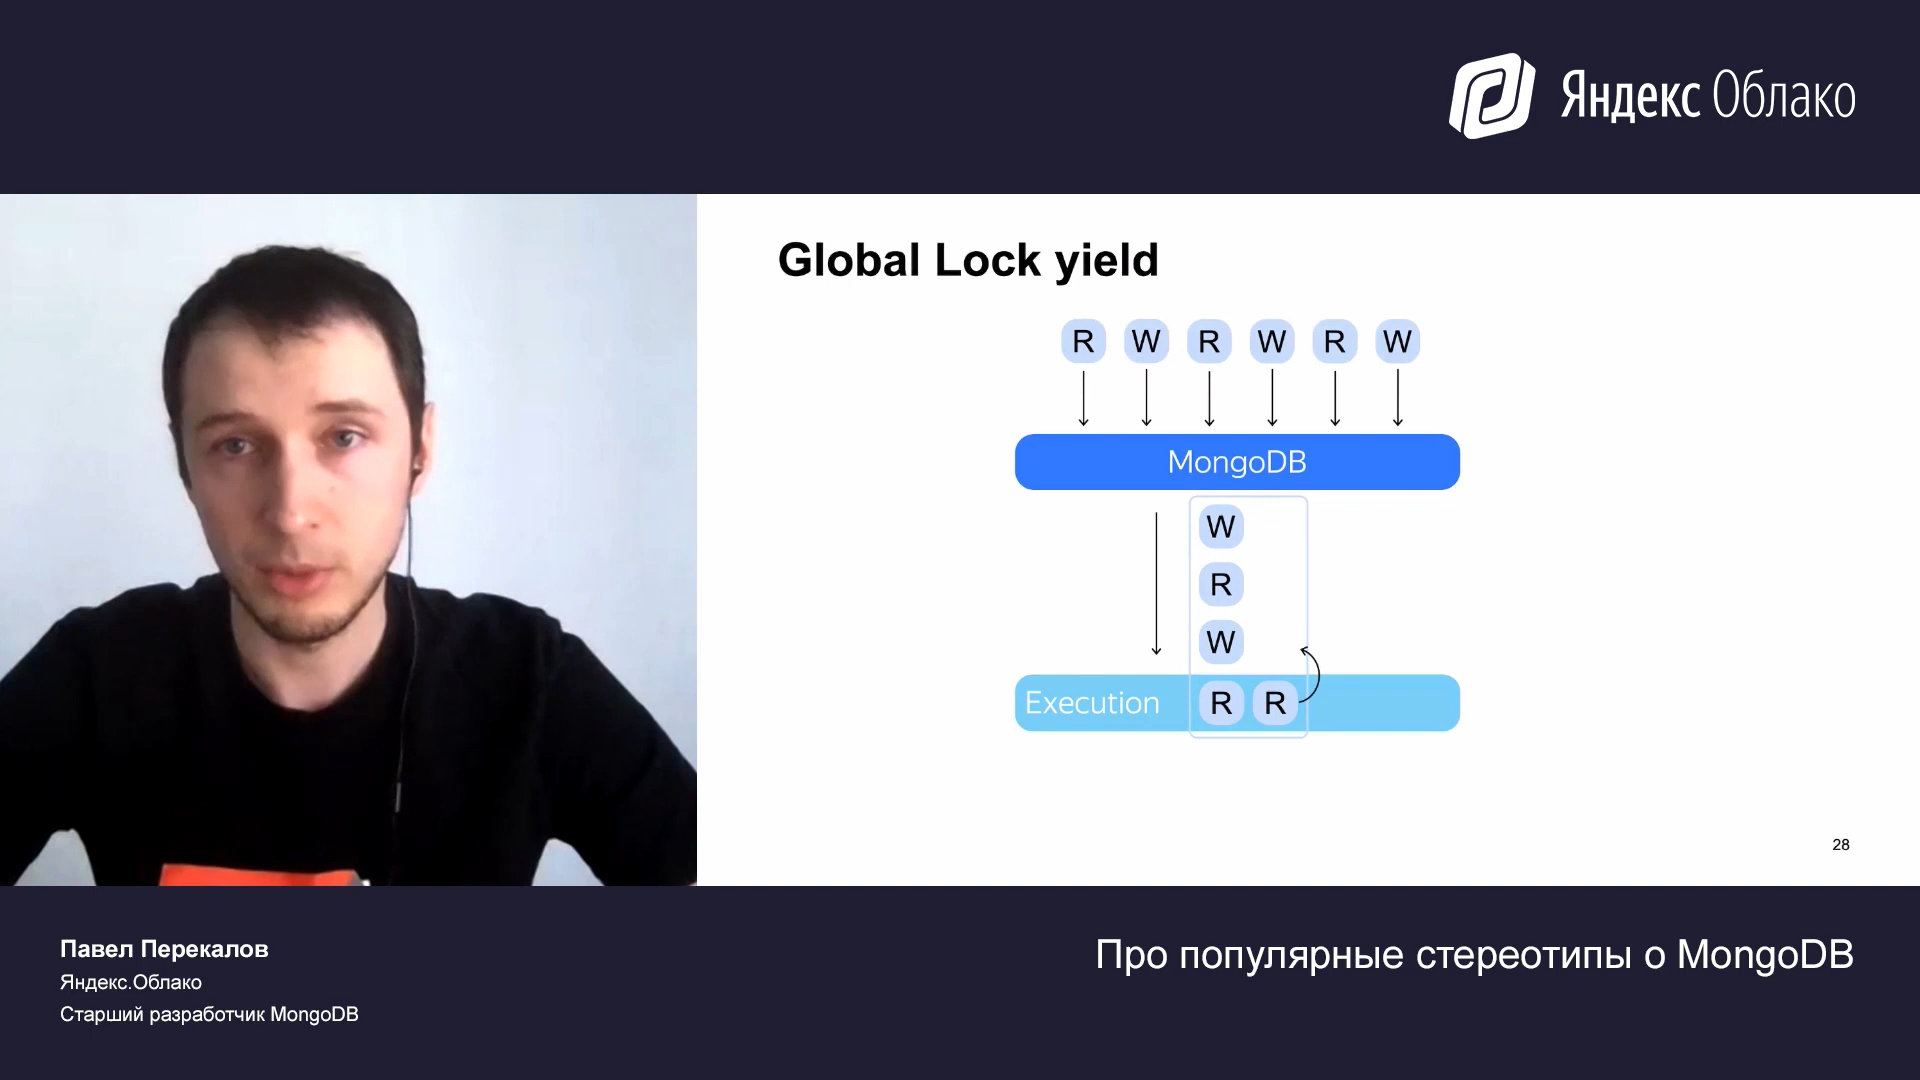 Яндекс Облако
Global Lock yield
R W R W R W
MongoDB
W
R
W
Execution R R
28
Павел Перекалов
Яндекс.Облако
Старший разработчик MongoDB
Про популярные стереотипы о MongoDB